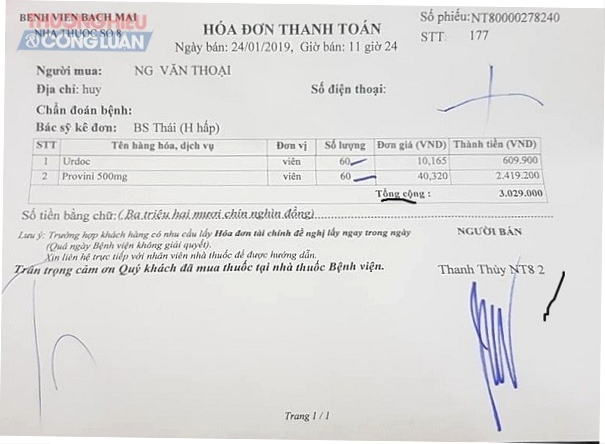 BỆNH VIỆN BẠCH MAI
NHÀ THUỐC SỐ 8
THƯƠNG HIỆU
& CÔNG LUẬN
HÓA ĐƠN THANH TOÁN
Ngày bán: 24/01/2019, Giờ bán: 11 giờ 24
Số phiếu: NT80000278240
STT: 177
Người mua: NG VĂN THOẠI
Địa chỉ: huy
Số điện thoại:
Chẩn đoán bệnh:
Bác sỹ kê đơn: BS Thái (H hấp)
STT Tên hàng hóa, dịch vụ Đơn vị Số lượng Đơn giá (VND) Thành tiền (VND)
1 Urdoc viên 60 10,165 609.900
2 Provini 500mg viên 60 40,320 2.419.200
Tổng cộng : 3.029.000
Số tiền bằng chữ: ( Ba triệu hai mươi chín nghìn đồng)
Lưu ý: Trường hợp khách hàng có nhu cầu lấy Hóa đơn tài chính đề nghị lấy ngay trong ngày
(Quá ngày Bệnh viện không giải quyết).
Xin liên hệ trực tiếp với nhân viên nhà thuốc để được hướng dẫn.
Trân trọng cảm ơn Quý khách đã mua thuốc tại nhà thuốc Bệnh viện.
NGƯỜI BÁN
Thanh Thùy NT8 2
Trang 1 / 1